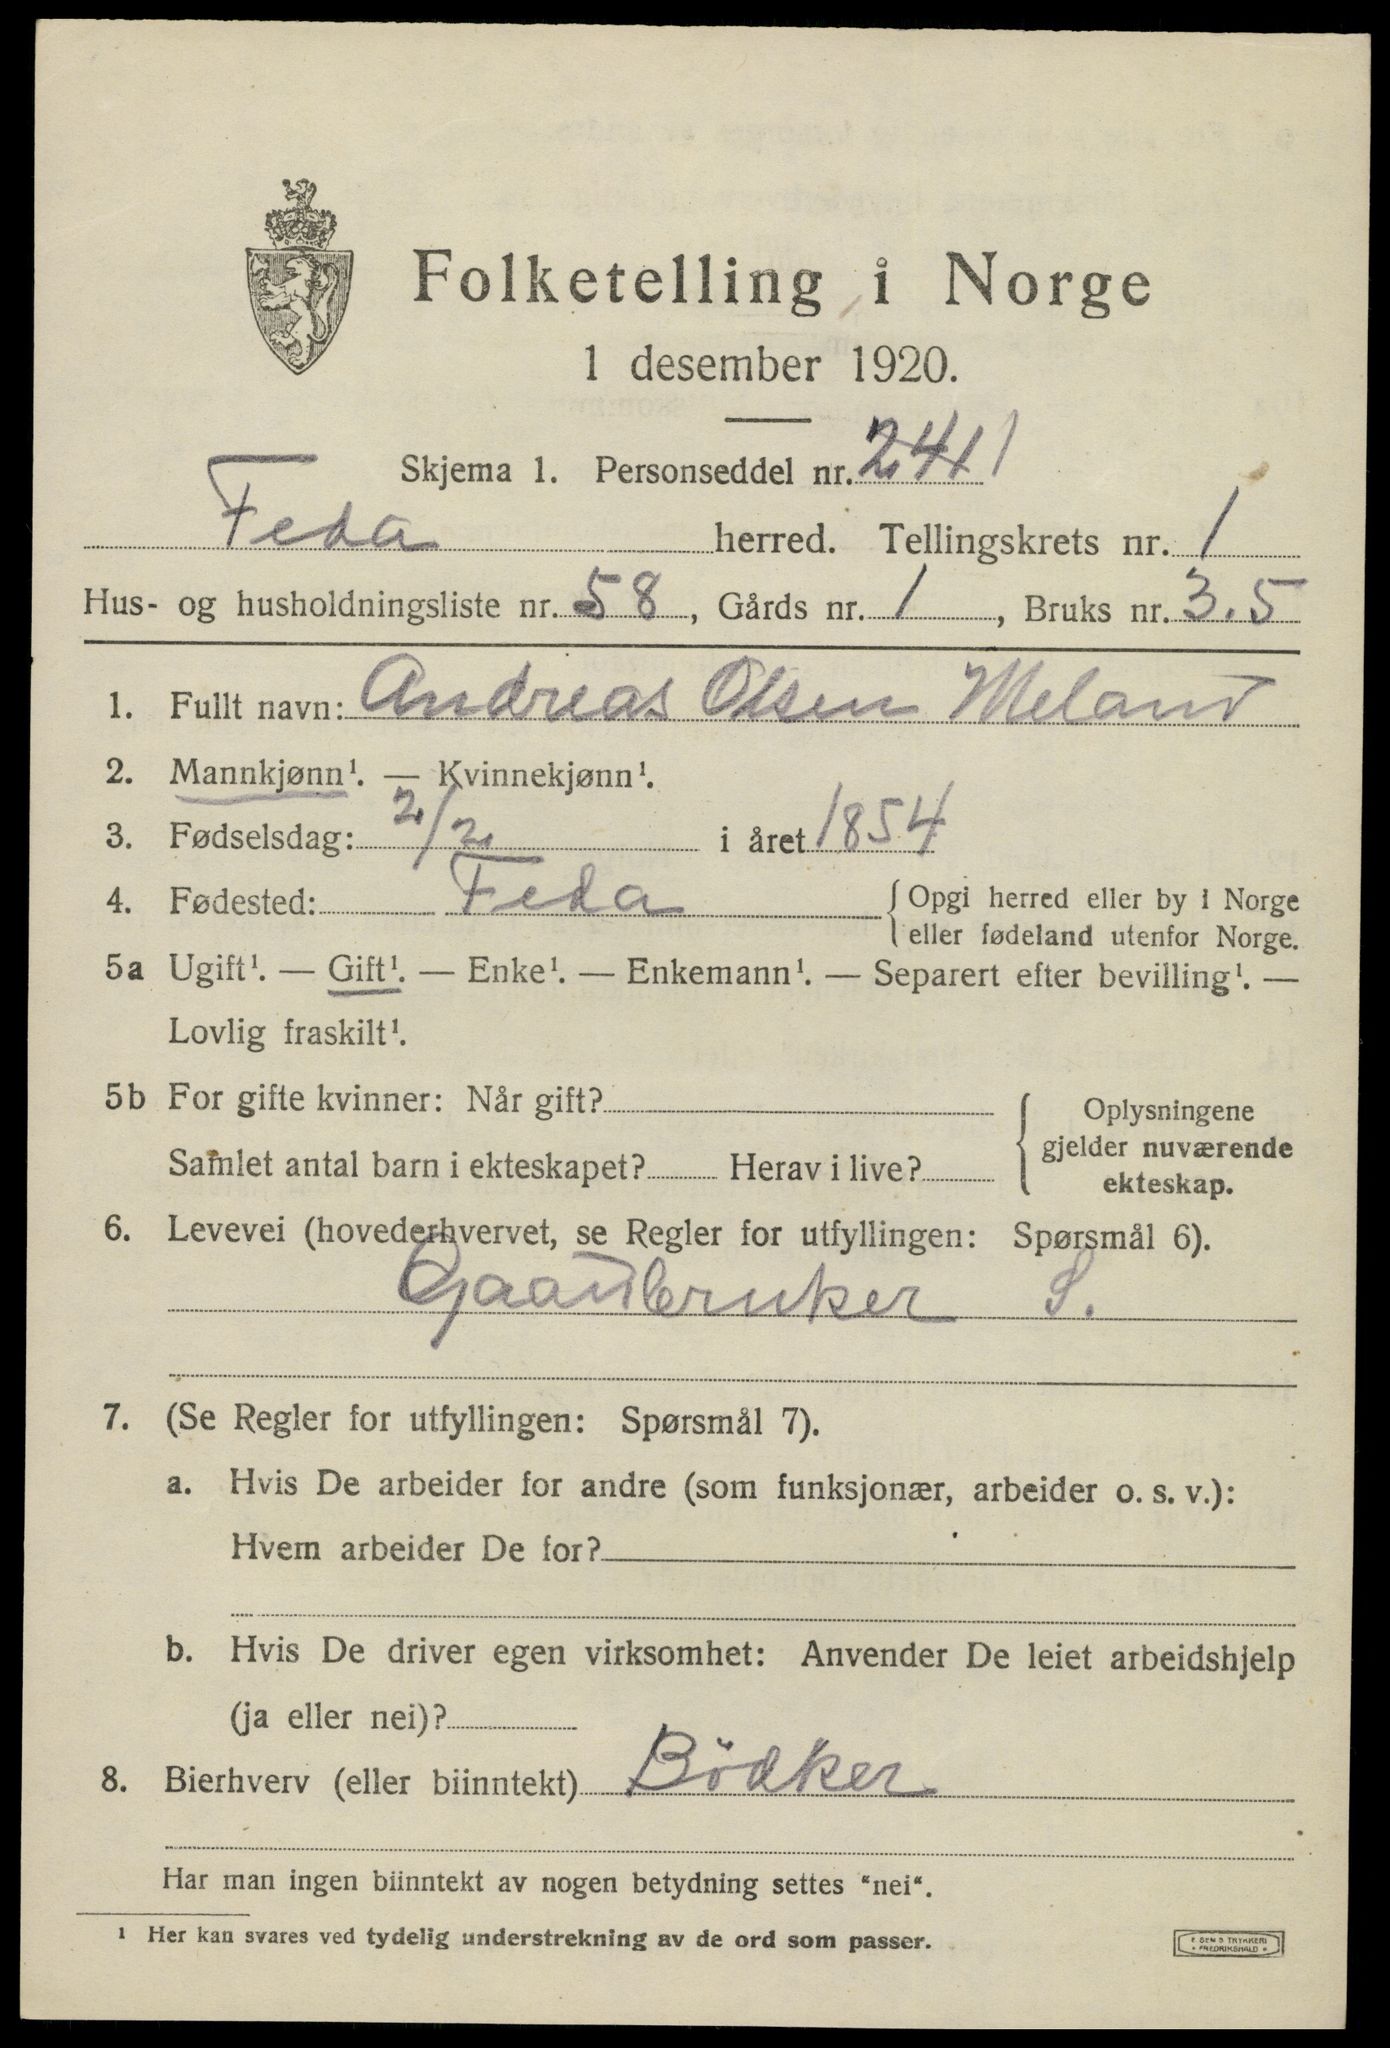 Folketelling i Norge
1 desember 1920.
Skjema 1. Personseddel nr. 241
Feda herred. Tellingskrets nr. 1
Hus- og husholdningsliste nr. 58, Gårds nr. 1, Bruks nr. 3.5
1. Fullt navn: Andreas Olsen Meland
2. Mannkjønn¹. — Kvinnekjønn¹.
3. Fødselsdag: 2/2 i året 1854
4. Fødested: Feda { Opgi herred eller by i Norge
eller fødeland utenfor Norge.
5a Ugift¹. — Gift¹. — Enke¹. — Enkemann¹. — Separert efter bevilling¹. —
Lovlig fraskilt¹.
5b For gifte kvinner: Når gift? { Oplysningene
gjelder nuværende
Samlet antal barn i ekteskapet? Herav i live?
ekteskap.
6. Levevei (hovederhvervet, se Regler for utfyllingen: Spørsmål 6).
Gaardbruker S.
7. (Se Regler for utfyllingen: Spørsmål 7).
a. Hvis De arbeider for andre (som funksjonær, arbeider o. s. v.):
Hvem arbeider De for?
b. Hvis De driver egen virksomhet: Anvender De leiet arbeidshjelp
(ja eller nei)?
8. Bierhverv (eller biinntekt) Bödker
Har man ingen biinntekt av nogen betydning settes "nei".
¹ Her kan svares ved tydelig understrekning av de ord som passer.
TRYKKERI
FREDRIKSHALD